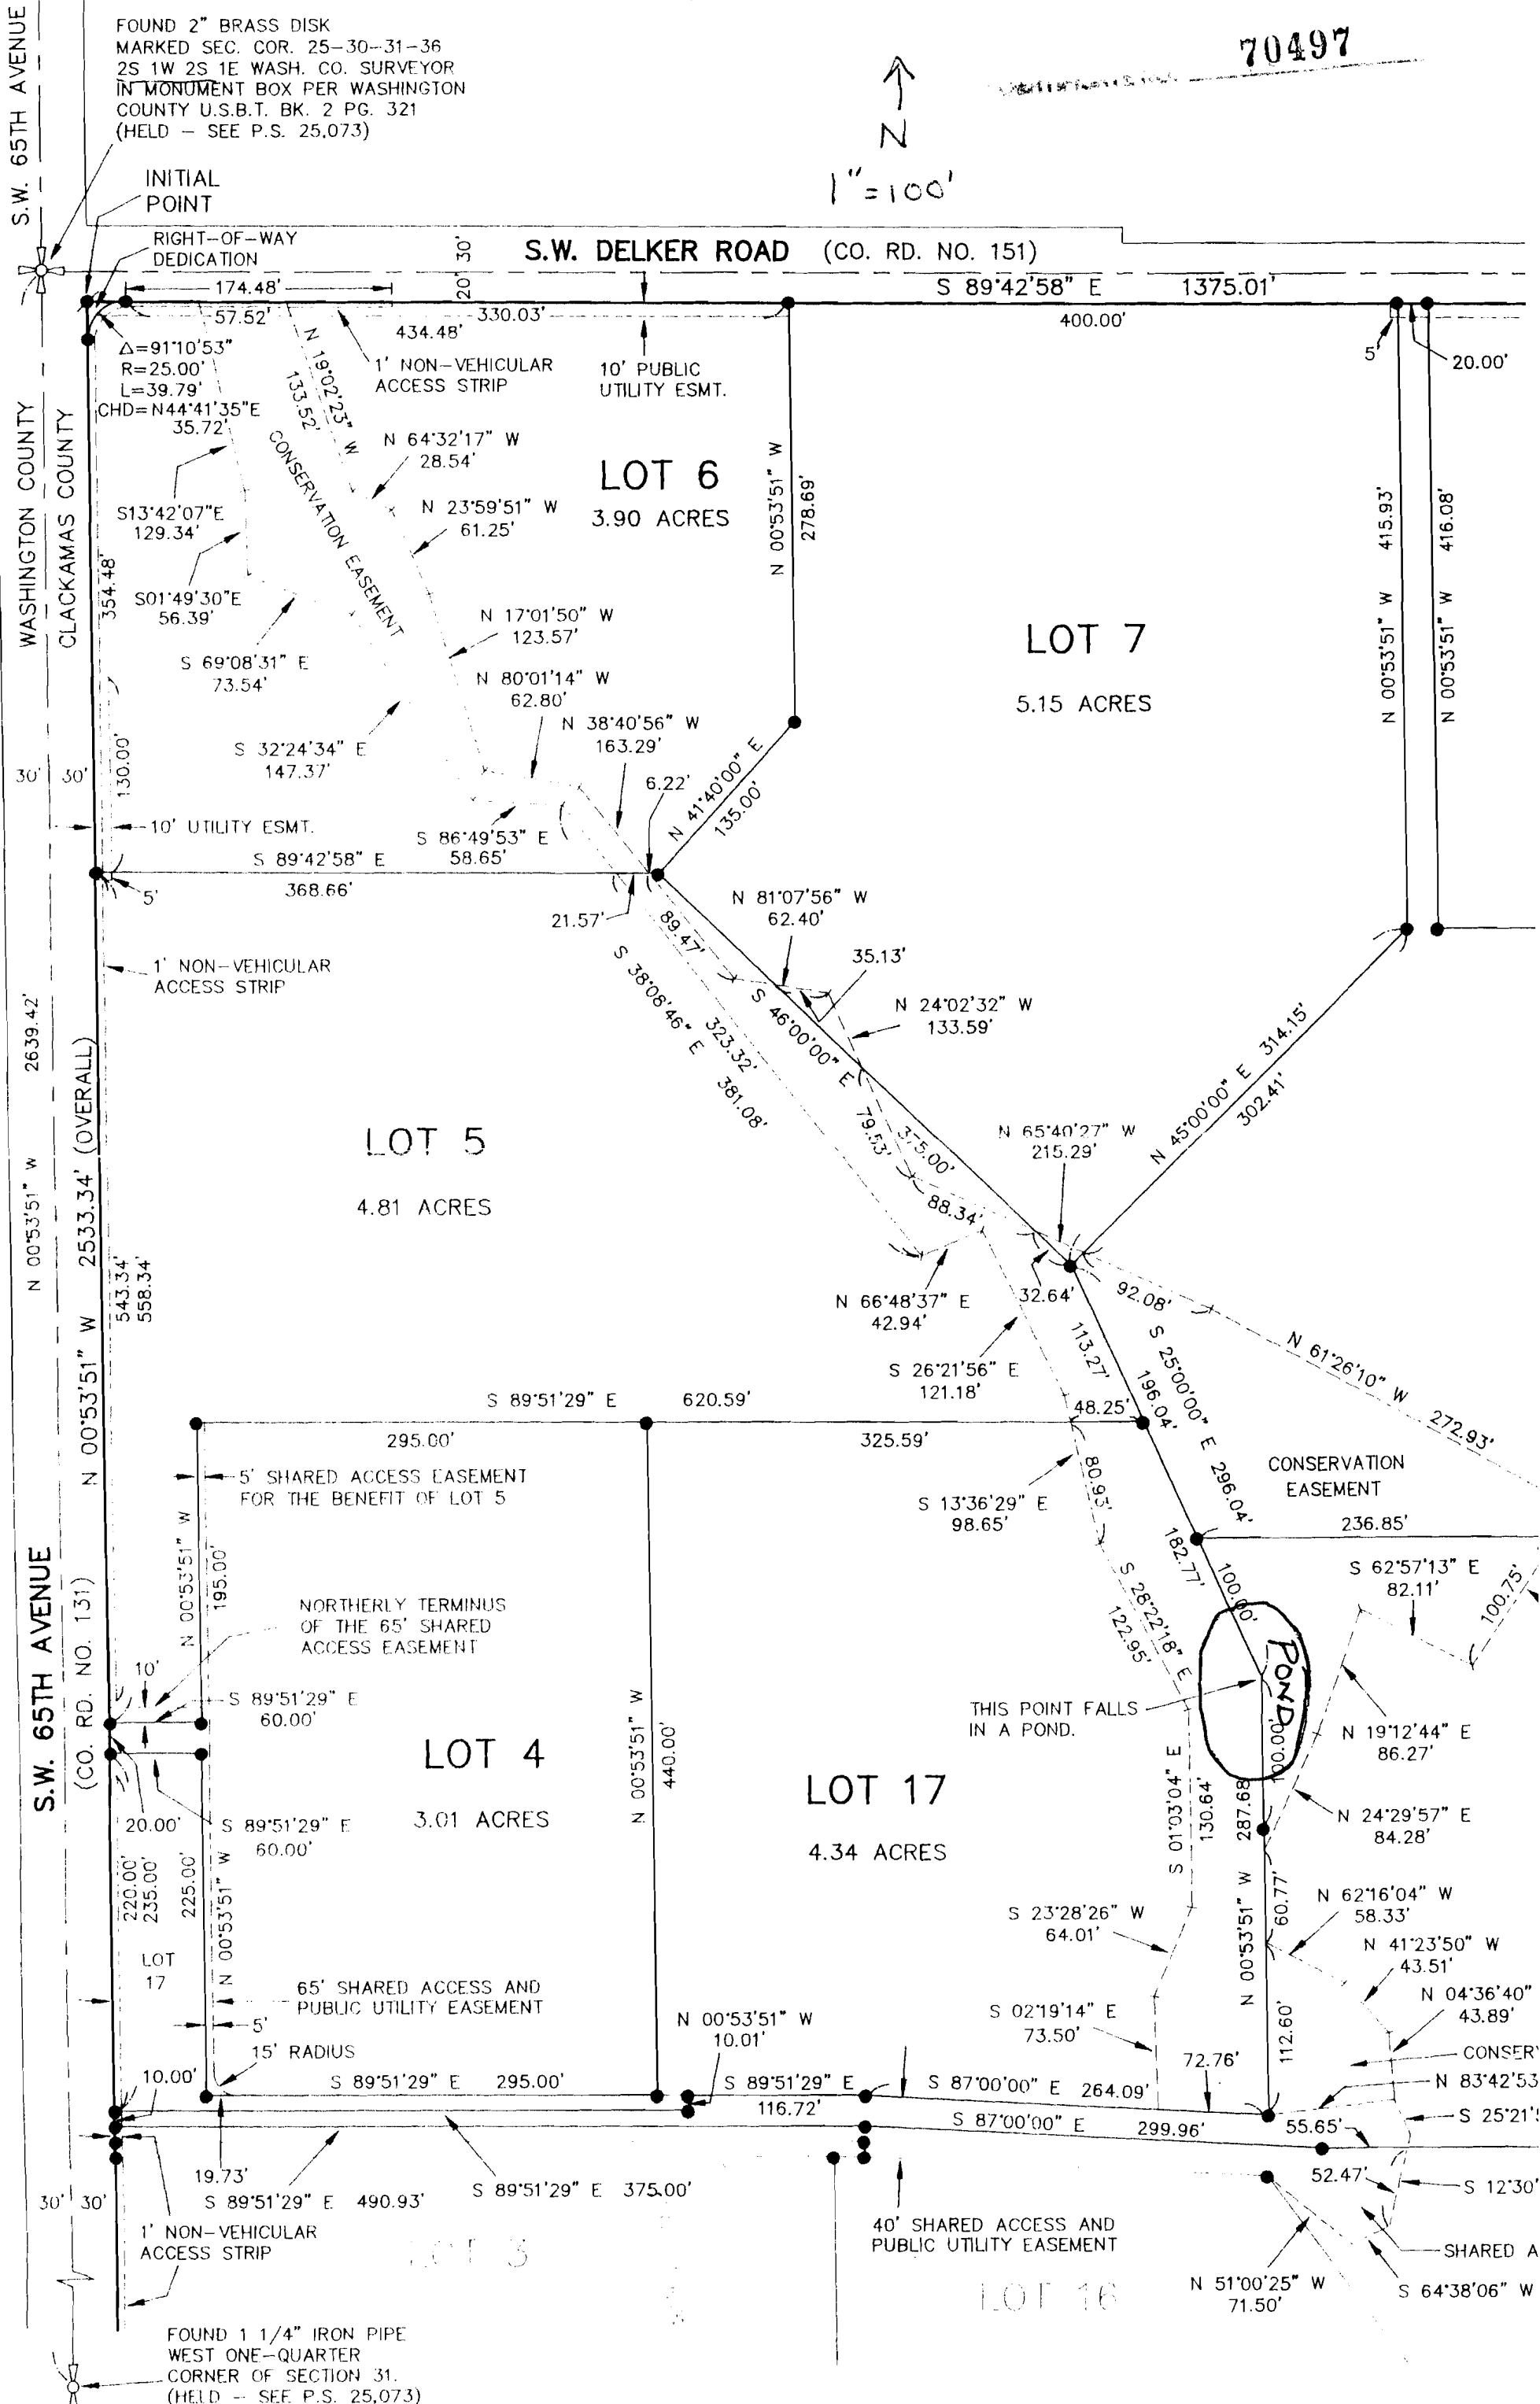 S.W. 65TH AVENUE
FOUND 2" BRASS DISK
MARKED SEC. COR. 25-30-31-36
2S 1W 2S 1E WASH. CO. SURVEYOR
IN MONUMENT BOX PER WASHINGTON
COUNTY U.S.B.T. BK. 2 PG. 321
(HELD - SEE P.S. 25,073)
70497
N
1"=100'
INITIAL
POINT
RIGHT-OF-WAY
DEDICATION
20' 30'
S.W. DELKER ROAD (CO. RD. NO. 151)
S 89°42'58" E 1375.01'
174.48'
57.52'
330.03'
434.48'
400.00'
5'
20.00'
Δ=91°10'53"
R=25.00'
L=39.79'
CHD=N44°41'35"E
35.72'
N 19°02'23" W
133.52'
1' NON-VEHICULAR
ACCESS STRIP
10' PUBLIC
UTILITY ESMT.
CONSERVATION EASEMENT
N 64°32'17" W
28.54'
LOT 6
3.90 ACRES
N 00°53'51" W
278.69'
N 23°59'51" W
61.25'
S13°42'07"E
129.34'
S01°49'30"E
56.39'
WASHINGTON COUNTY
CLACKAMAS COUNTY
354.48'
N 17°01'50" W
123.57'
S 69°08'31" E
73.54'
N 80°01'14" W
62.80'
LOT 7
5.15 ACRES
N 00°53'51" W
415.93'
N 00°53'51" W
416.08'
N 38°40'56" W
163.29'
S 32°24'34" E
147.37'
130.00'
30' 30'
6.22'
N 41°40'00" E
135.00'
10' UTILITY ESMT.
S 86°49'53" E
58.65'
S 89°42'58" E
368.66'
5'
21.57'
89.47'
N 81°07'56" W
62.40'
35.13'
1' NON-VEHICULAR
ACCESS STRIP
S 38°08'46" E
323.32'
381.08'
S 46°00'00" E
375.00'
N 24°02'32" W
133.59'
79.53'
N 45°00'00" E 314.15'
302.41'
N 00°53'51" W 2639.42'
N 00°53'51" W 2533.34' (OVERALL)
LOT 5
4.81 ACRES
543.34'
558.34'
N 65°40'27" W
215.29'
88.34'
N 66°48'37" E
42.94'
32.64'
92.08'
113.27'
S 25°00'00" E 296.04'
196.04'
N 61°26'10" W 272.93'
S 26°21'56" E
121.18'
S 89°51'29" E 620.59'
295.00'
325.59'
48.25'
5' SHARED ACCESS EASEMENT
FOR THE BENEFIT OF LOT 5
CONSERVATION
EASEMENT
236.85'
80.93'
S 13°36'29" E
98.65'
182.77'
100.00'
S 62°57'13" E
82.11'
100.75'
N 00°53'51" W
195.00'
NORTHERLY TERMINUS
OF THE 65' SHARED
ACCESS EASEMENT
S 28°22'18" E
122.95'
POND
THIS POINT FALLS
IN A POND.
100.00'
N 19°12'44" E
86.27'
S.W. 65TH AVENUE
(CO. RD. NO. 131)
10'
S 89°51'29" E
60.00'
LOT 4
3.01 ACRES
N 00°53'51" W
440.00'
LOT 17
4.34 ACRES
20.00'
S 89°51'29" E
60.00'
S 01°03'04" E
130.64'
N 00°53'51" W 287.68'
N 24°29'57" E
84.28'
220.00'
235.00'
225.00'
N 00°53'51" W
60.77'
N 62°16'04" W
58.33'
S 23°28'26" W
64.01'
N 41°23'50" W
43.51'
LOT
17
65' SHARED ACCESS AND
PUBLIC UTILITY EASEMENT
N 04°36'40"
43.89'
S 02°19'14" E
73.50'
112.60'
5'
15' RADIUS
N 00°53'51" W
10.01'
CONSER
N 83°42'53
10.00'
S 89°51'29" E 295.00'
S 89°51'29" E
116.72'
S 87°00'00" E 264.09'
72.76'
S 25°21'
S 87°00'00" E 299.96'
55.65'
52.47'
S 12°30'
19.73'
S 89°51'29" E 490.93'
S 89°51'29" E 375.00'
30' 30'
1' NON-VEHICULAR
ACCESS STRIP
LOT 3
40' SHARED ACCESS AND
PUBLIC UTILITY EASEMENT
LOT 16
N 51°00'25" W
71.50'
SHARED A
S 64°38'06" W
FOUND 1 1/4" IRON PIPE
WEST ONE-QUARTER
CORNER OF SECTION 31.
(HELD - SEE P.S. 25,073)